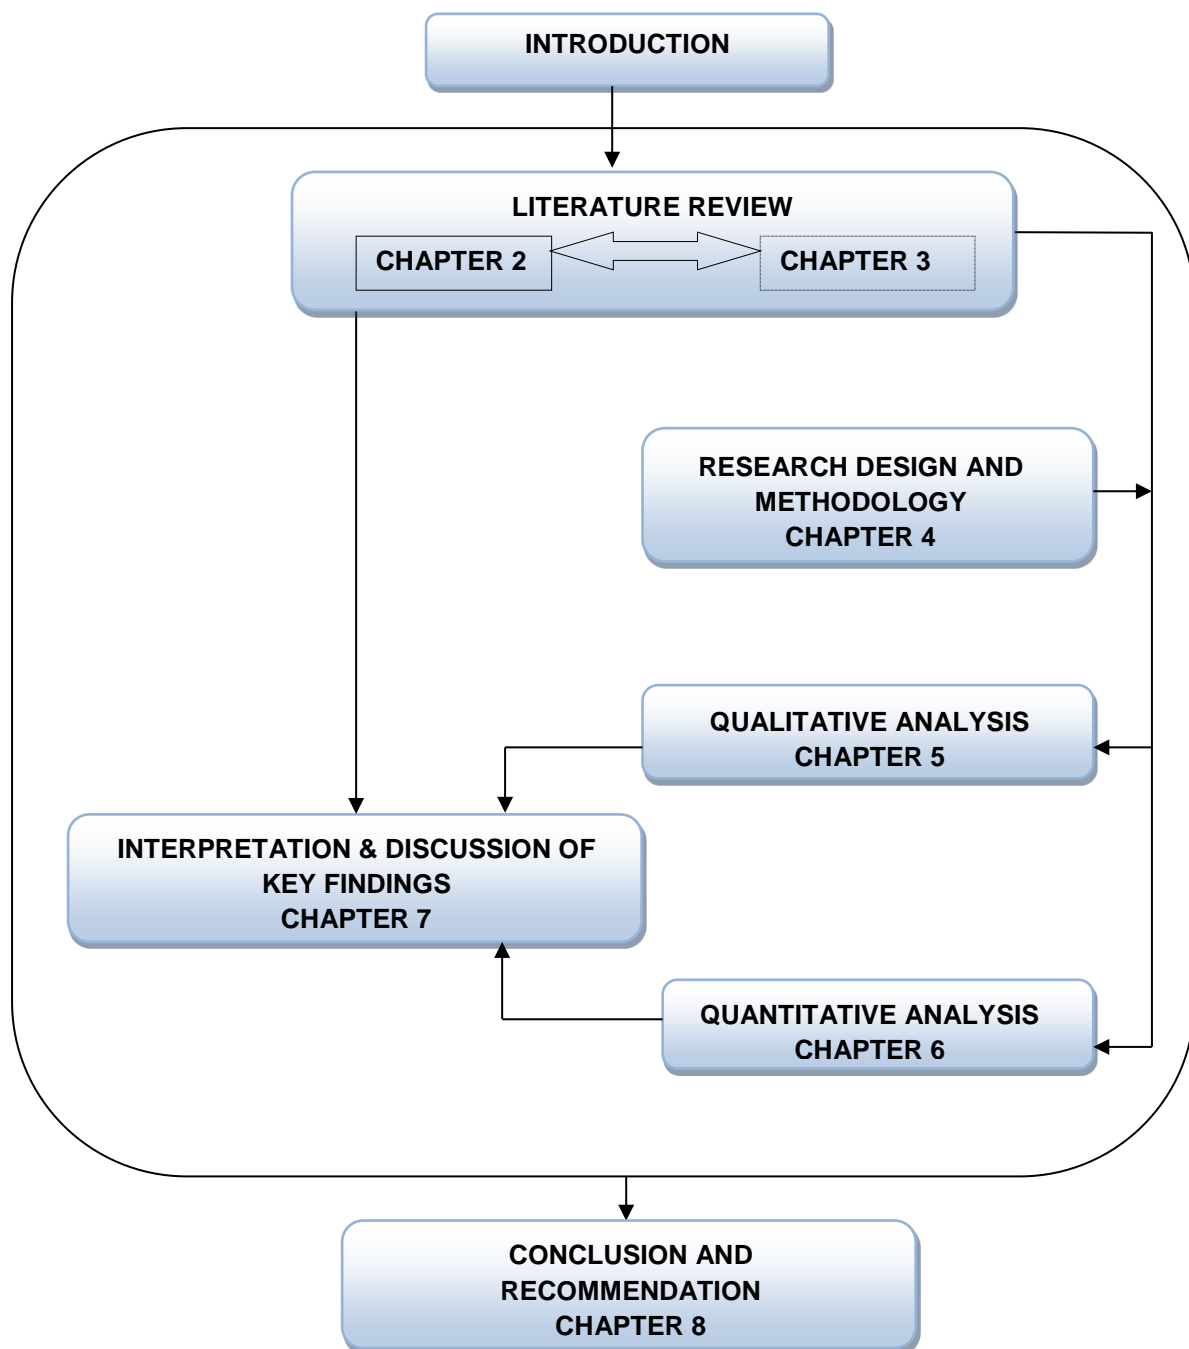 INTRODUCTION
LITERATURE REVIEW
CHAPTER 2
CHAPTER 3
RESEARCH DESIGN AND
METHODOLOGY
CHAPTER 4
QUALITATIVE ANALYSIS
CHAPTER 5
INTERPRETATION & DISCUSSION OF
KEY FINDINGS
CHAPTER 7
QUANTITATIVE ANALYSIS
CHAPTER 6
CONCLUSION AND
RECOMMENDATION
CHAPTER 8